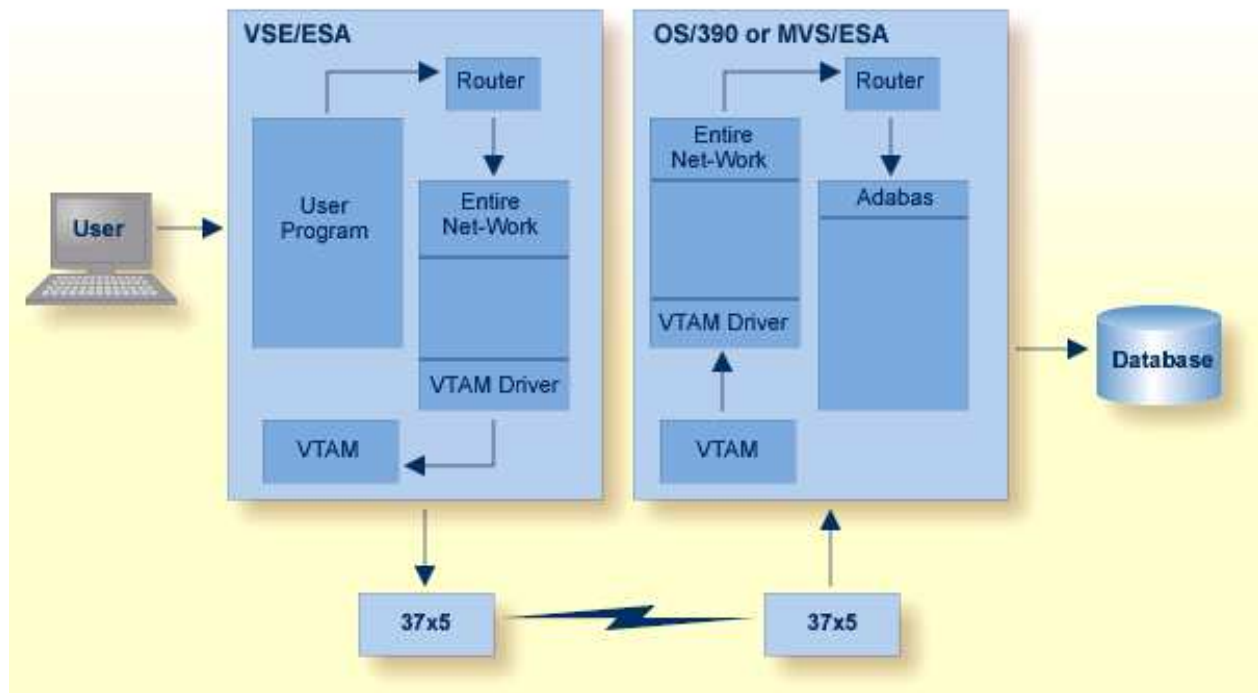 VSE/ESA
Router
User
Program
Entire
Net-Work
VTAM Driver
VTAM
User
OS/390 or MVS/ESA
Router
Entire
Net-Work
Adabas
VTAM Driver
VTAM
Database
37x5
37x5